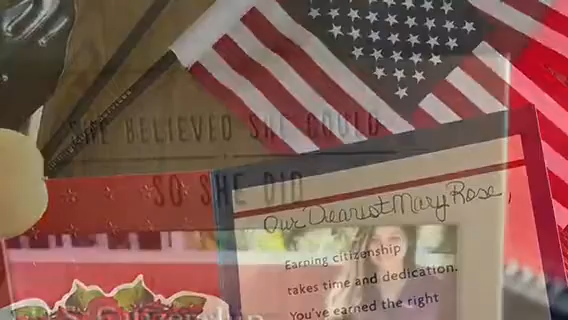 SHE BELIEVED SHE COULD
SO SHE DID
Our Dearest Mary Rose,
Earning citizenship
takes time and dedication.
You've earned the right
Citizenship